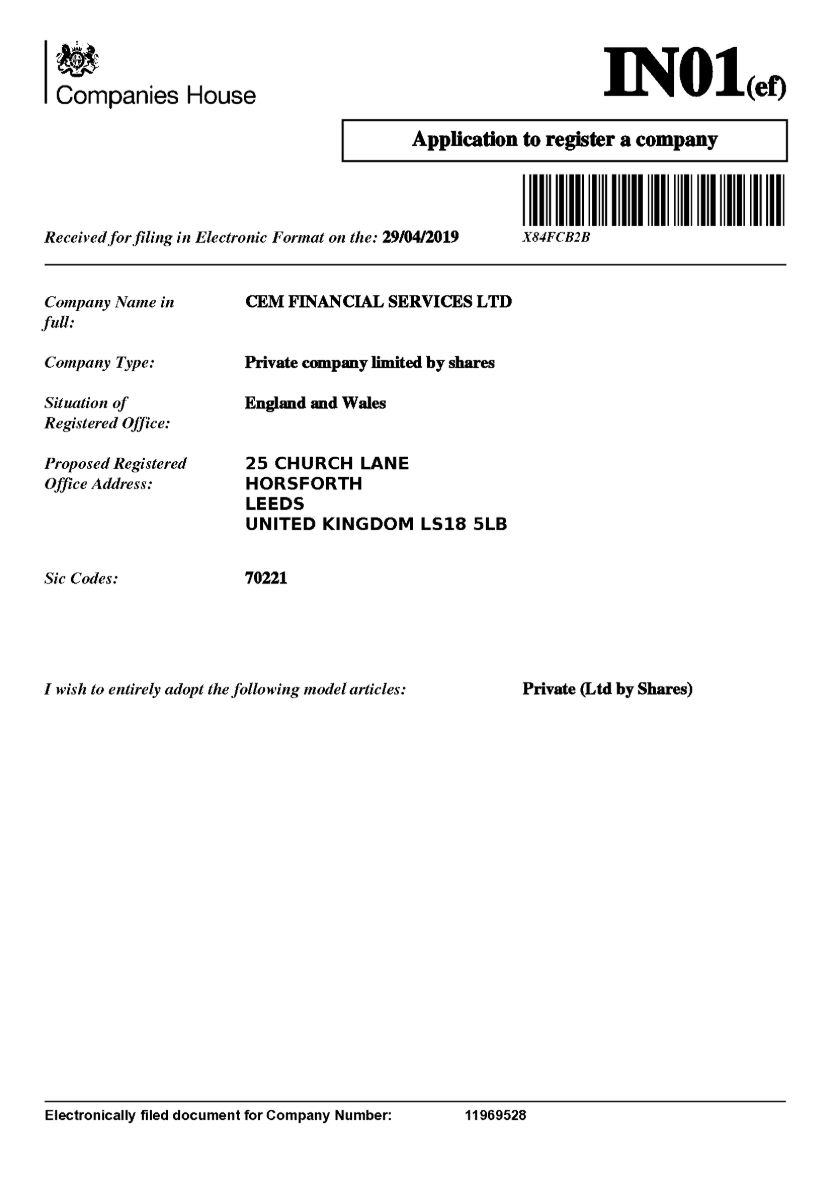 Companies House
IN01(ef)
Application to register a company
Received for filing in Electronic Format on the: 29/04/2019
X84FCB2B
Company Name in full:
CEM FINANCIAL SERVICES LTD
Company Type:
Private company limited by shares
Situation of Registered Office:
England and Wales
Proposed Registered Office Address:
25 CHURCH LANE
HORSFORTH
LEEDS
UNITED KINGDOM LS18 5LB
Sic Codes:
70221
I wish to entirely adopt the following model articles:
Private (Ltd by Shares)
Electronically filed document for Company Number:
11969528